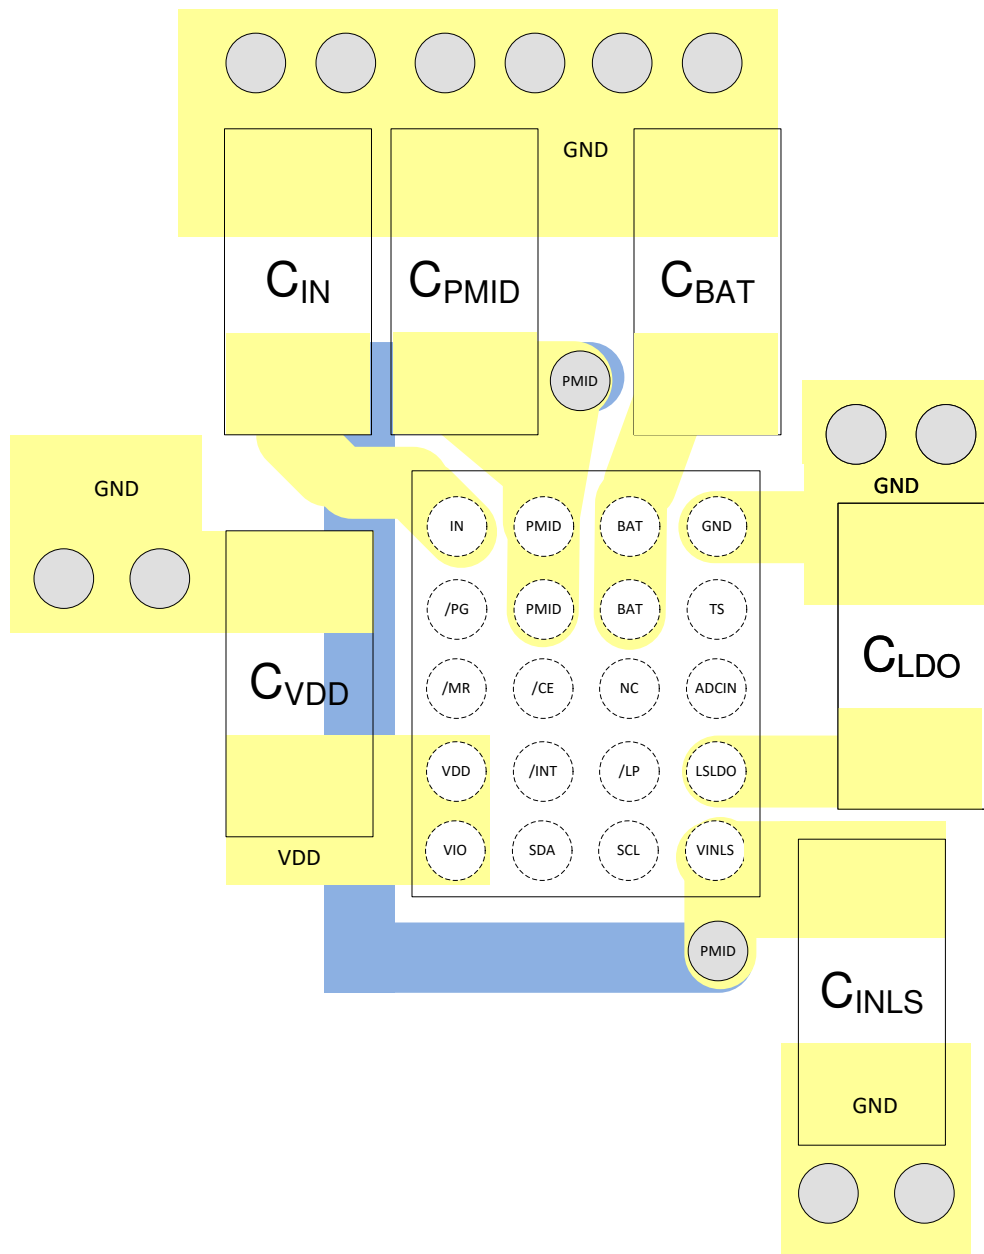 GND
CIN CPMID CBAT
PMID
GND
GND
IN PMID BAT GND
/PG PMID BAT TS
CVDD
CLDO
/MR /CE NC ADCIN
VDD /INT /LP LSLDO
VDD
VIO SDA SCL VINLS
PMID
CINLS
GND